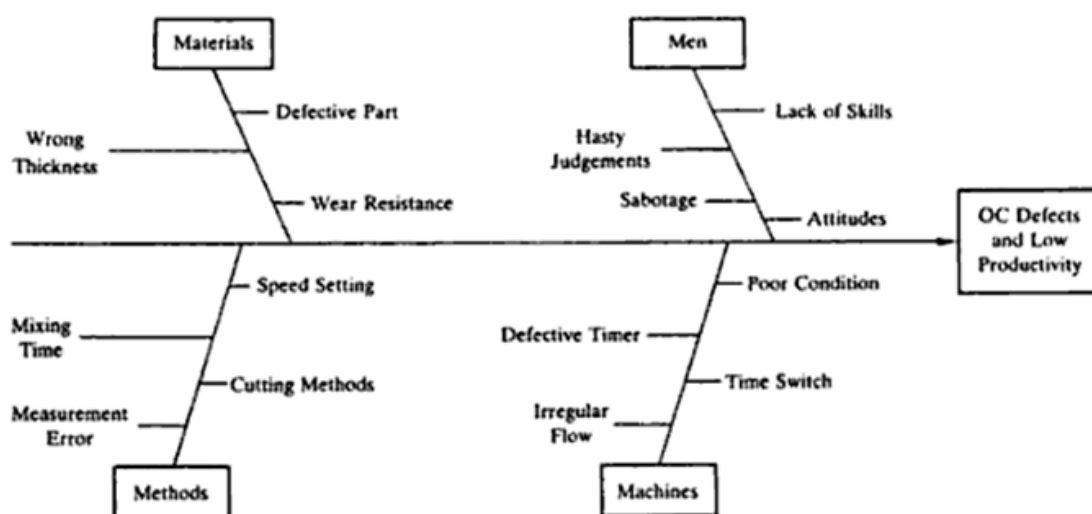 Materials
Men
Defective Part
Lack of Skills
Wrong
Thickness
Hasty
Judgements
Wear Resistance
Sabotage
Attitudes
OC Defects
and Low
Productivity
Speed Setting
Poor Condition
Mixing
Time
Defective Timer
Cutting Methods
Time Switch
Measurement
Error
Irregular
Flow
Methods
Machines